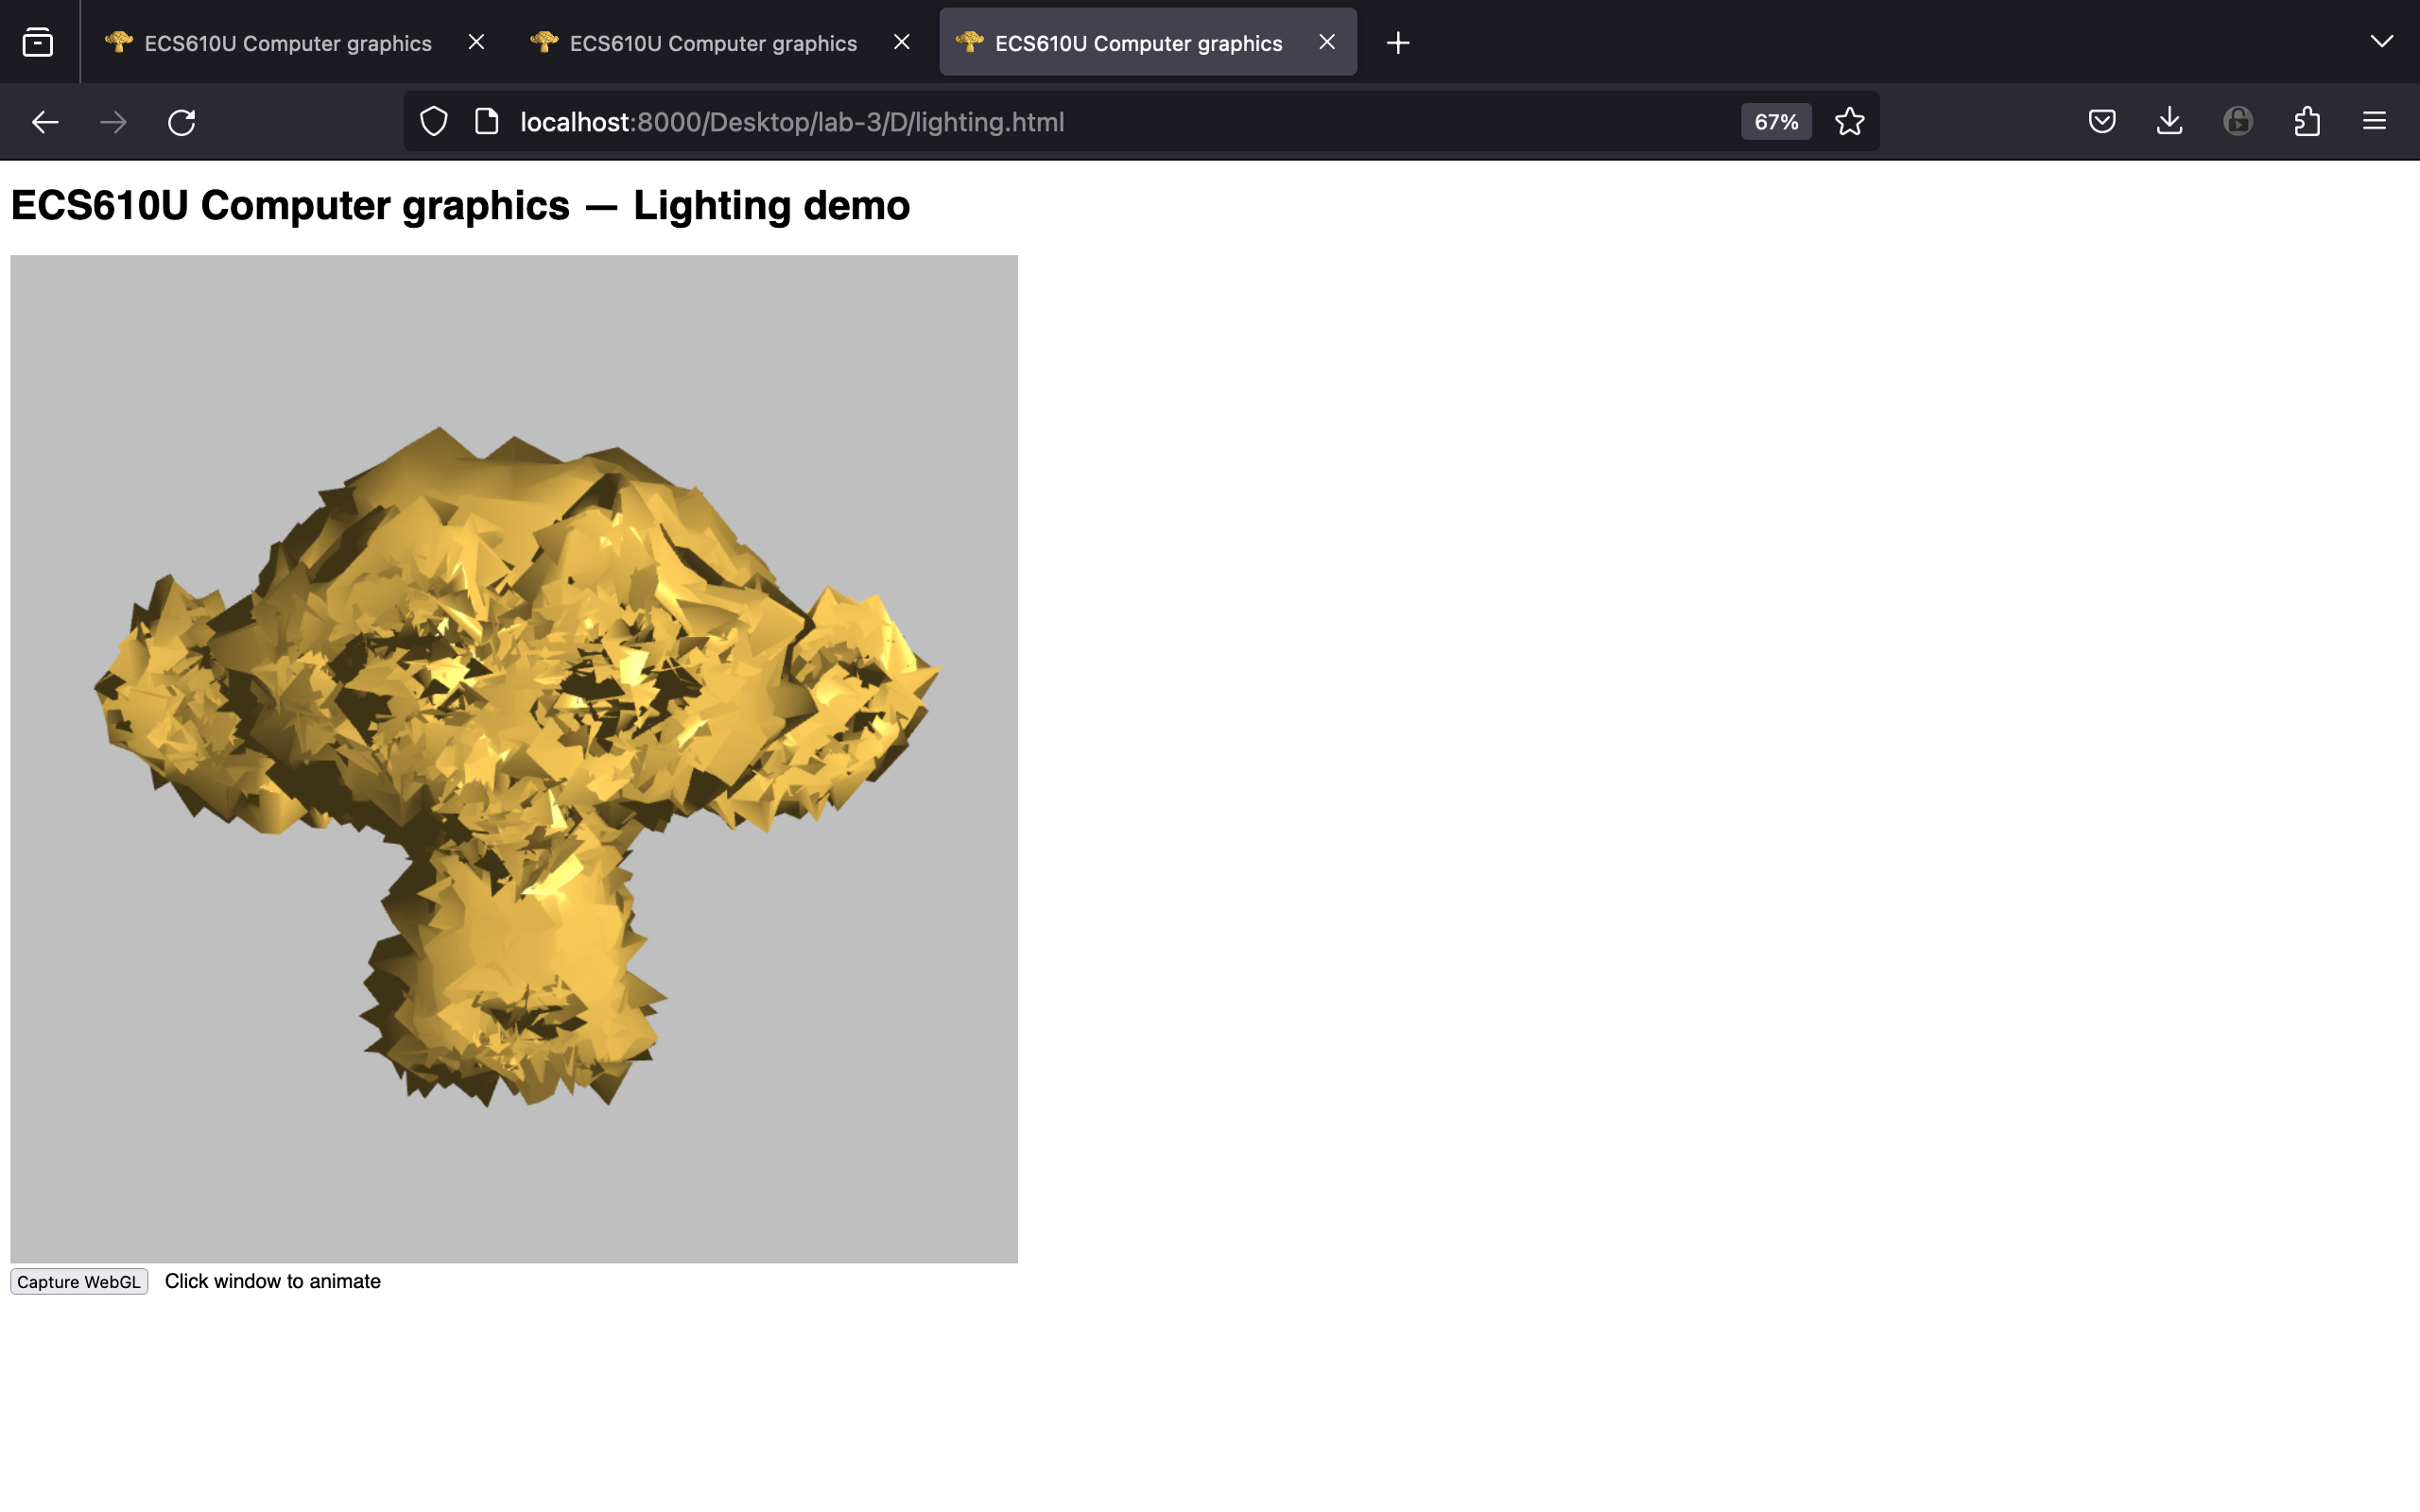 ECS610U Computer graphics
ECS610U Computer graphics
ECS610U Computer graphics
localhost:8000/Desktop/lab-3/D/lighting.html
67%
ECS610U Computer graphics — Lighting demo
Capture WebGL
Click window to animate